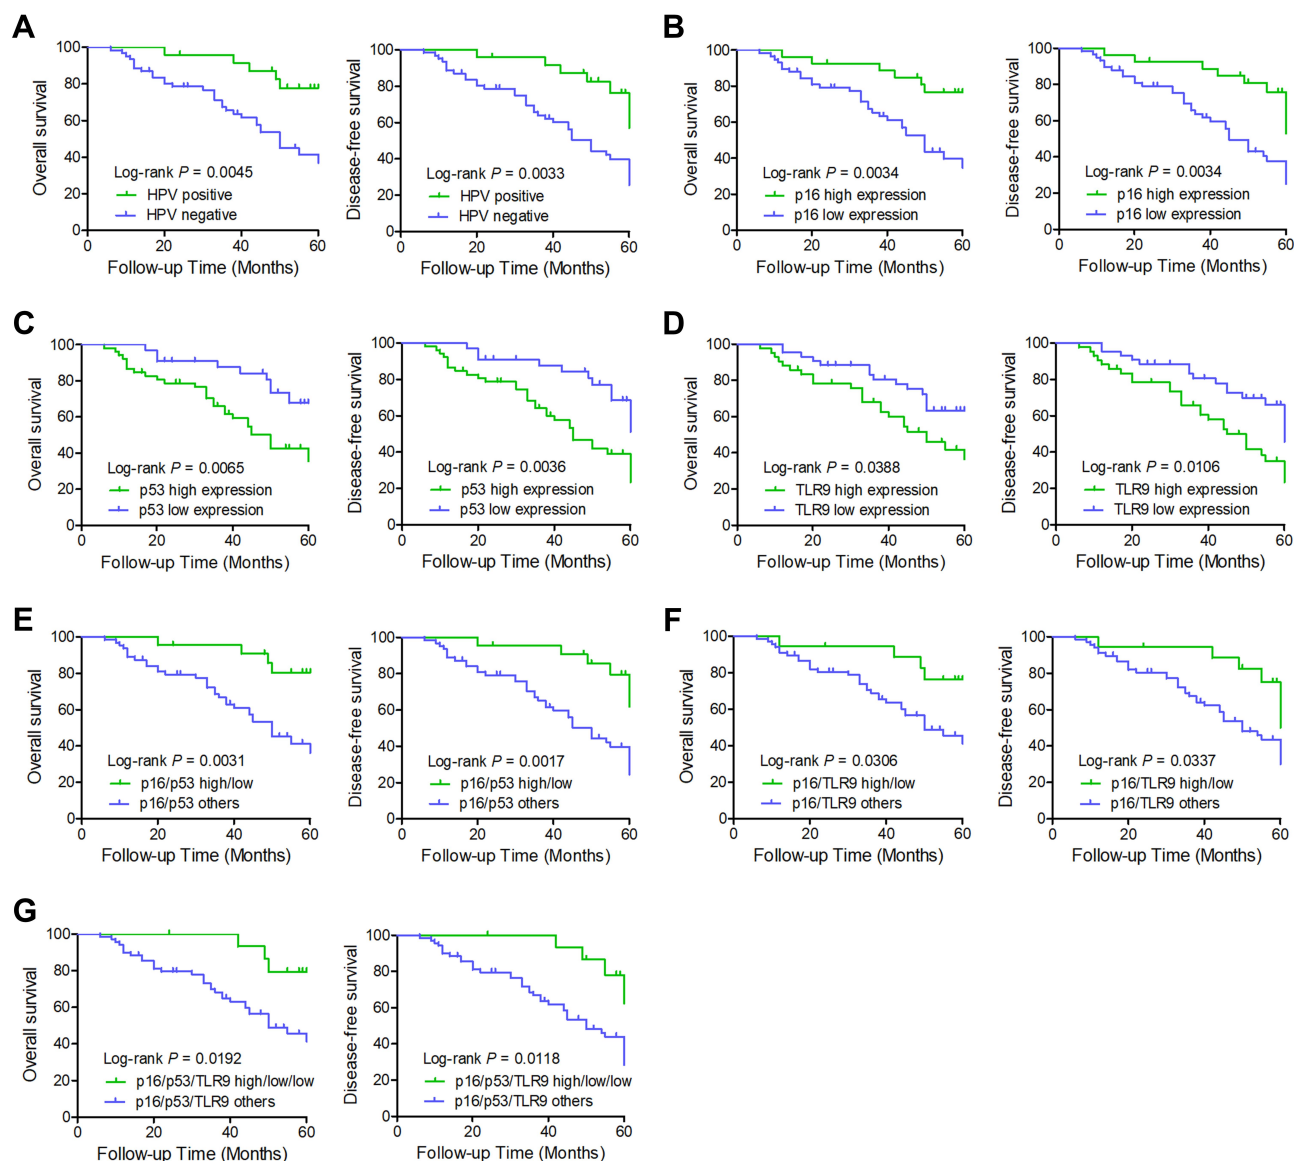 A
Overall survival
100
80
60
40
20
0
Log-rank P = 0.0045
HPV positive
HPV negative
0 20 40 60
Follow-up Time (Months)
Disease-free survival
100
80
60
40
20
0
Log-rank P = 0.0033
HPV positive
HPV negative
0 20 40 60
Follow-up Time (Months)
B
Overall survival
100
80
60
40
20
0
Log-rank P = 0.0034
p16 high expression
p16 low expression
0 20 40 60
Follow-up Time (Months)
Disease-free survival
100
80
60
40
20
0
Log-rank P = 0.0034
p16 high expression
p16 low expression
0 20 40 60
Follow-up Time (Months)
C
Overall survival
100
80
60
40
20
0
Log-rank P = 0.0065
p53 high expression
p53 low expression
0 20 40 60
Follow-up Time (Months)
Disease-free survival
100
80
60
40
20
0
Log-rank P = 0.0036
p53 high expression
p53 low expression
0 20 40 60
Follow-up Time (Months)
D
Overall survival
100
80
60
40
20
0
Log-rank P = 0.0388
TLR9 high expression
TLR9 low expression
0 20 40 60
Follow-up Time (Months)
Disease-free survival
100
80
60
40
20
0
Log-rank P = 0.0106
TLR9 high expression
TLR9 low expression
0 20 40 60
Follow-up Time (Months)
E
Overall survival
100
80
60
40
20
0
Log-rank P = 0.0031
p16/p53 high/low
p16/p53 others
0 20 40 60
Follow-up Time (Months)
Disease-free survival
100
80
60
40
20
0
Log-rank P = 0.0017
p16/p53 high/low
p16/p53 others
0 20 40 60
Follow-up Time (Months)
F
Overall survival
100
80
60
40
20
0
Log-rank P = 0.0306
p16/TLR9 high/low
p16/TLR9 others
0 20 40 60
Follow-up Time (Months)
Disease-free survival
100
80
60
40
20
0
Log-rank P = 0.0337
p16/TLR9 high/low
p16/TLR9 others
0 20 40 60
Follow-up Time (Months)
G
Overall survival
100
80
60
40
20
0
Log-rank P = 0.0192
p16/p53/TLR9 high/low/low
p16/p53/TLR9 others
0 20 40 60
Follow-up Time (Months)
Disease-free survival
100
80
60
40
20
0
Log-rank P = 0.0118
p16/p53/TLR9 high/low/low
p16/p53/TLR9 others
0 20 40 60
Follow-up Time (Months)